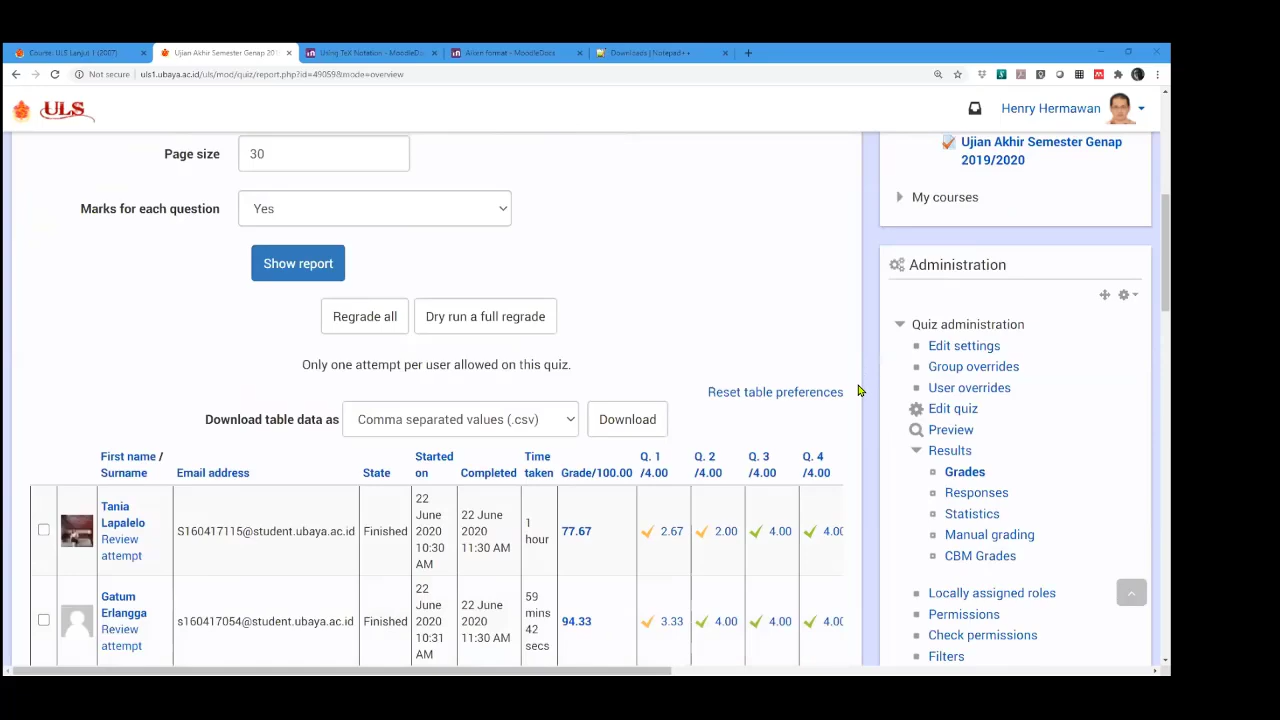 Course: ULS Lanjut 1 (2007)
Ujian Akhir Semester Genap 201
Using TeX Notation - MoodleDo
Aiken format - MoodleDocs
Downloads | Notepad++
Not secure uls1.ubaya.ac.id/uls/mod/quiz/report.php?id=49059&mode=overview
ULS
Henry Hermawan
Page size
30
Marks for each question
Yes
Show report
Regrade all
Dry run a full regrade
Only one attempt per user allowed on this quiz.
Reset table preferences
Download table data as
Comma separated values (.csv)
Download
First name / Surname
Email address
State
Started on
Completed
Time taken
Grade/100.00
Q. 1 /4.00
Q. 2 /4.00
Q. 3 /4.00
Q. 4 /4.00
Tania Lapalelo
Review attempt
S160417115@student.ubaya.ac.id
Finished
22 June 2020 10:30 AM
22 June 2020 11:30 AM
1 hour
77.67
2.67
2.00
4.00
4.00
Gatum Erlangga
Review attempt
s160417054@student.ubaya.ac.id
Finished
22 June 2020 10:31 AM
22 June 2020 11:30 AM
59 mins 42 secs
94.33
3.33
4.00
4.00
4.00
Ujian Akhir Semester Genap 2019/2020
My courses
Administration
Quiz administration
Edit settings
Group overrides
User overrides
Edit quiz
Preview
Results
Grades
Responses
Statistics
Manual grading
CBM Grades
Locally assigned roles
Permissions
Check permissions
Filters